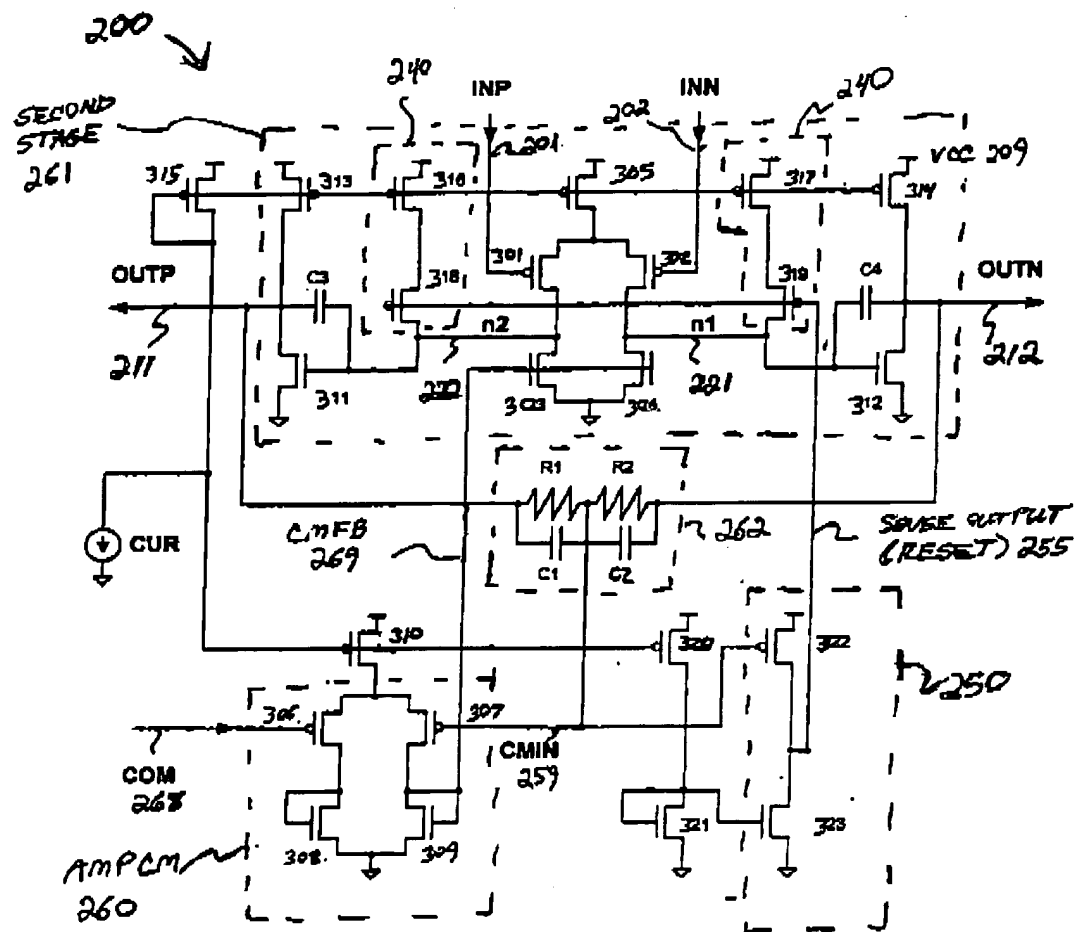 200
240
INP
INN
240
SECOND
STAGE
261
201
202
VCC 209
315
313
316
305
317
314
301
302
OUTP
C3
318
319
C4
OUTN
n2
n1
211
222
221
212
311
303
304
312
R1
R2
CUR
CMFB
269
C1
C2
262
SENSE OUTPUT
(RESET) 255
310
320
322
250
306
307
COM
268
CMIN
259
308
309
321
323
AMPCM
260